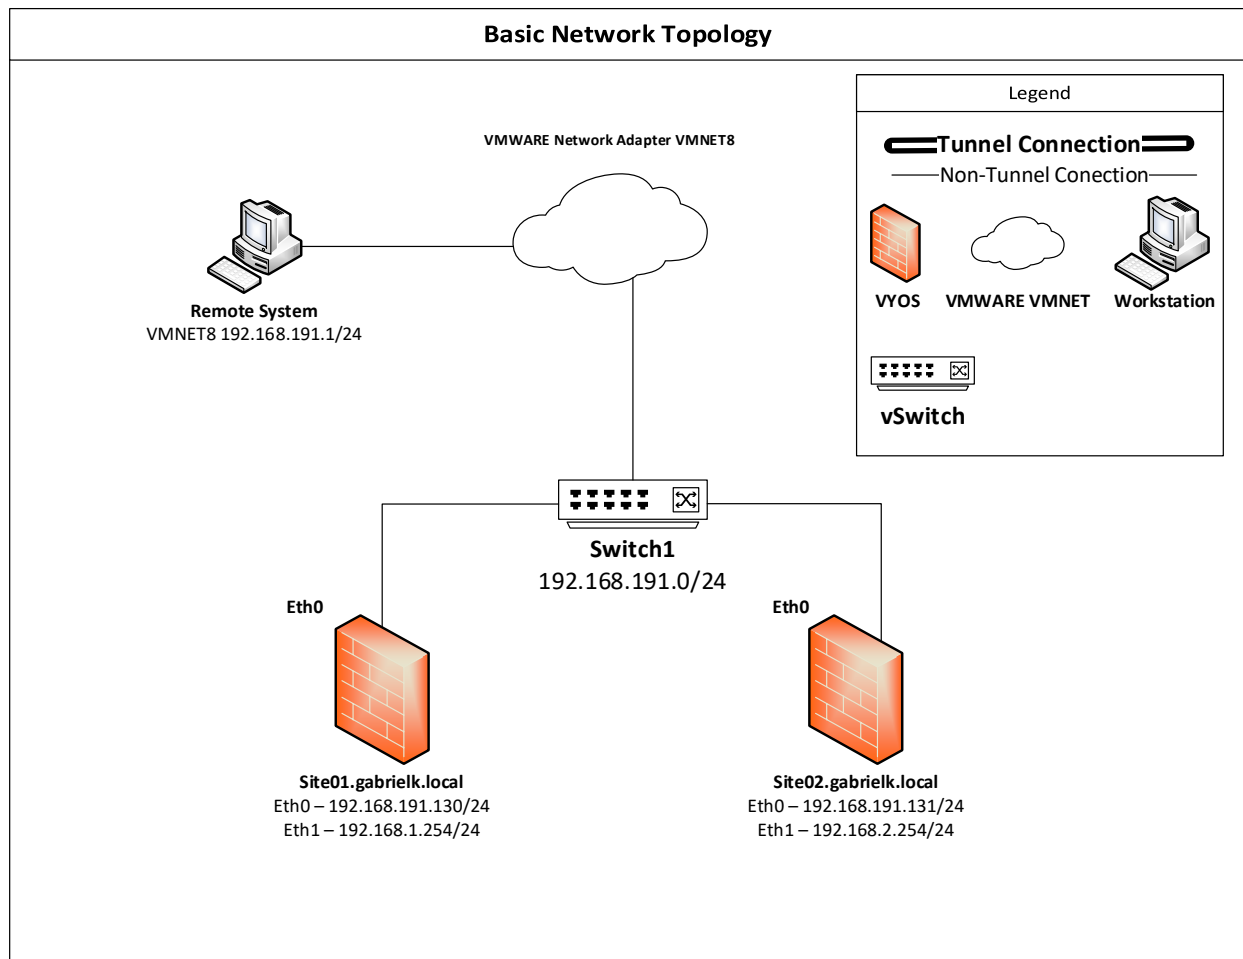 Basic Network Topology
Legend
Tunnel Connection
Non-Tunnel Conection
VYOS
VMWARE VMNET
Workstation
vSwitch
VMWARE Network Adapter VMNET8
Remote System
VMNET8 192.168.191.1/24
Switch1
192.168.191.0/24
Eth0
Eth0
Site01.gabrielk.local
Eth0 – 192.168.191.130/24
Eth1 – 192.168.1.254/24
Site02.gabrielk.local
Eth0 – 192.168.191.131/24
Eth1 – 192.168.2.254/24